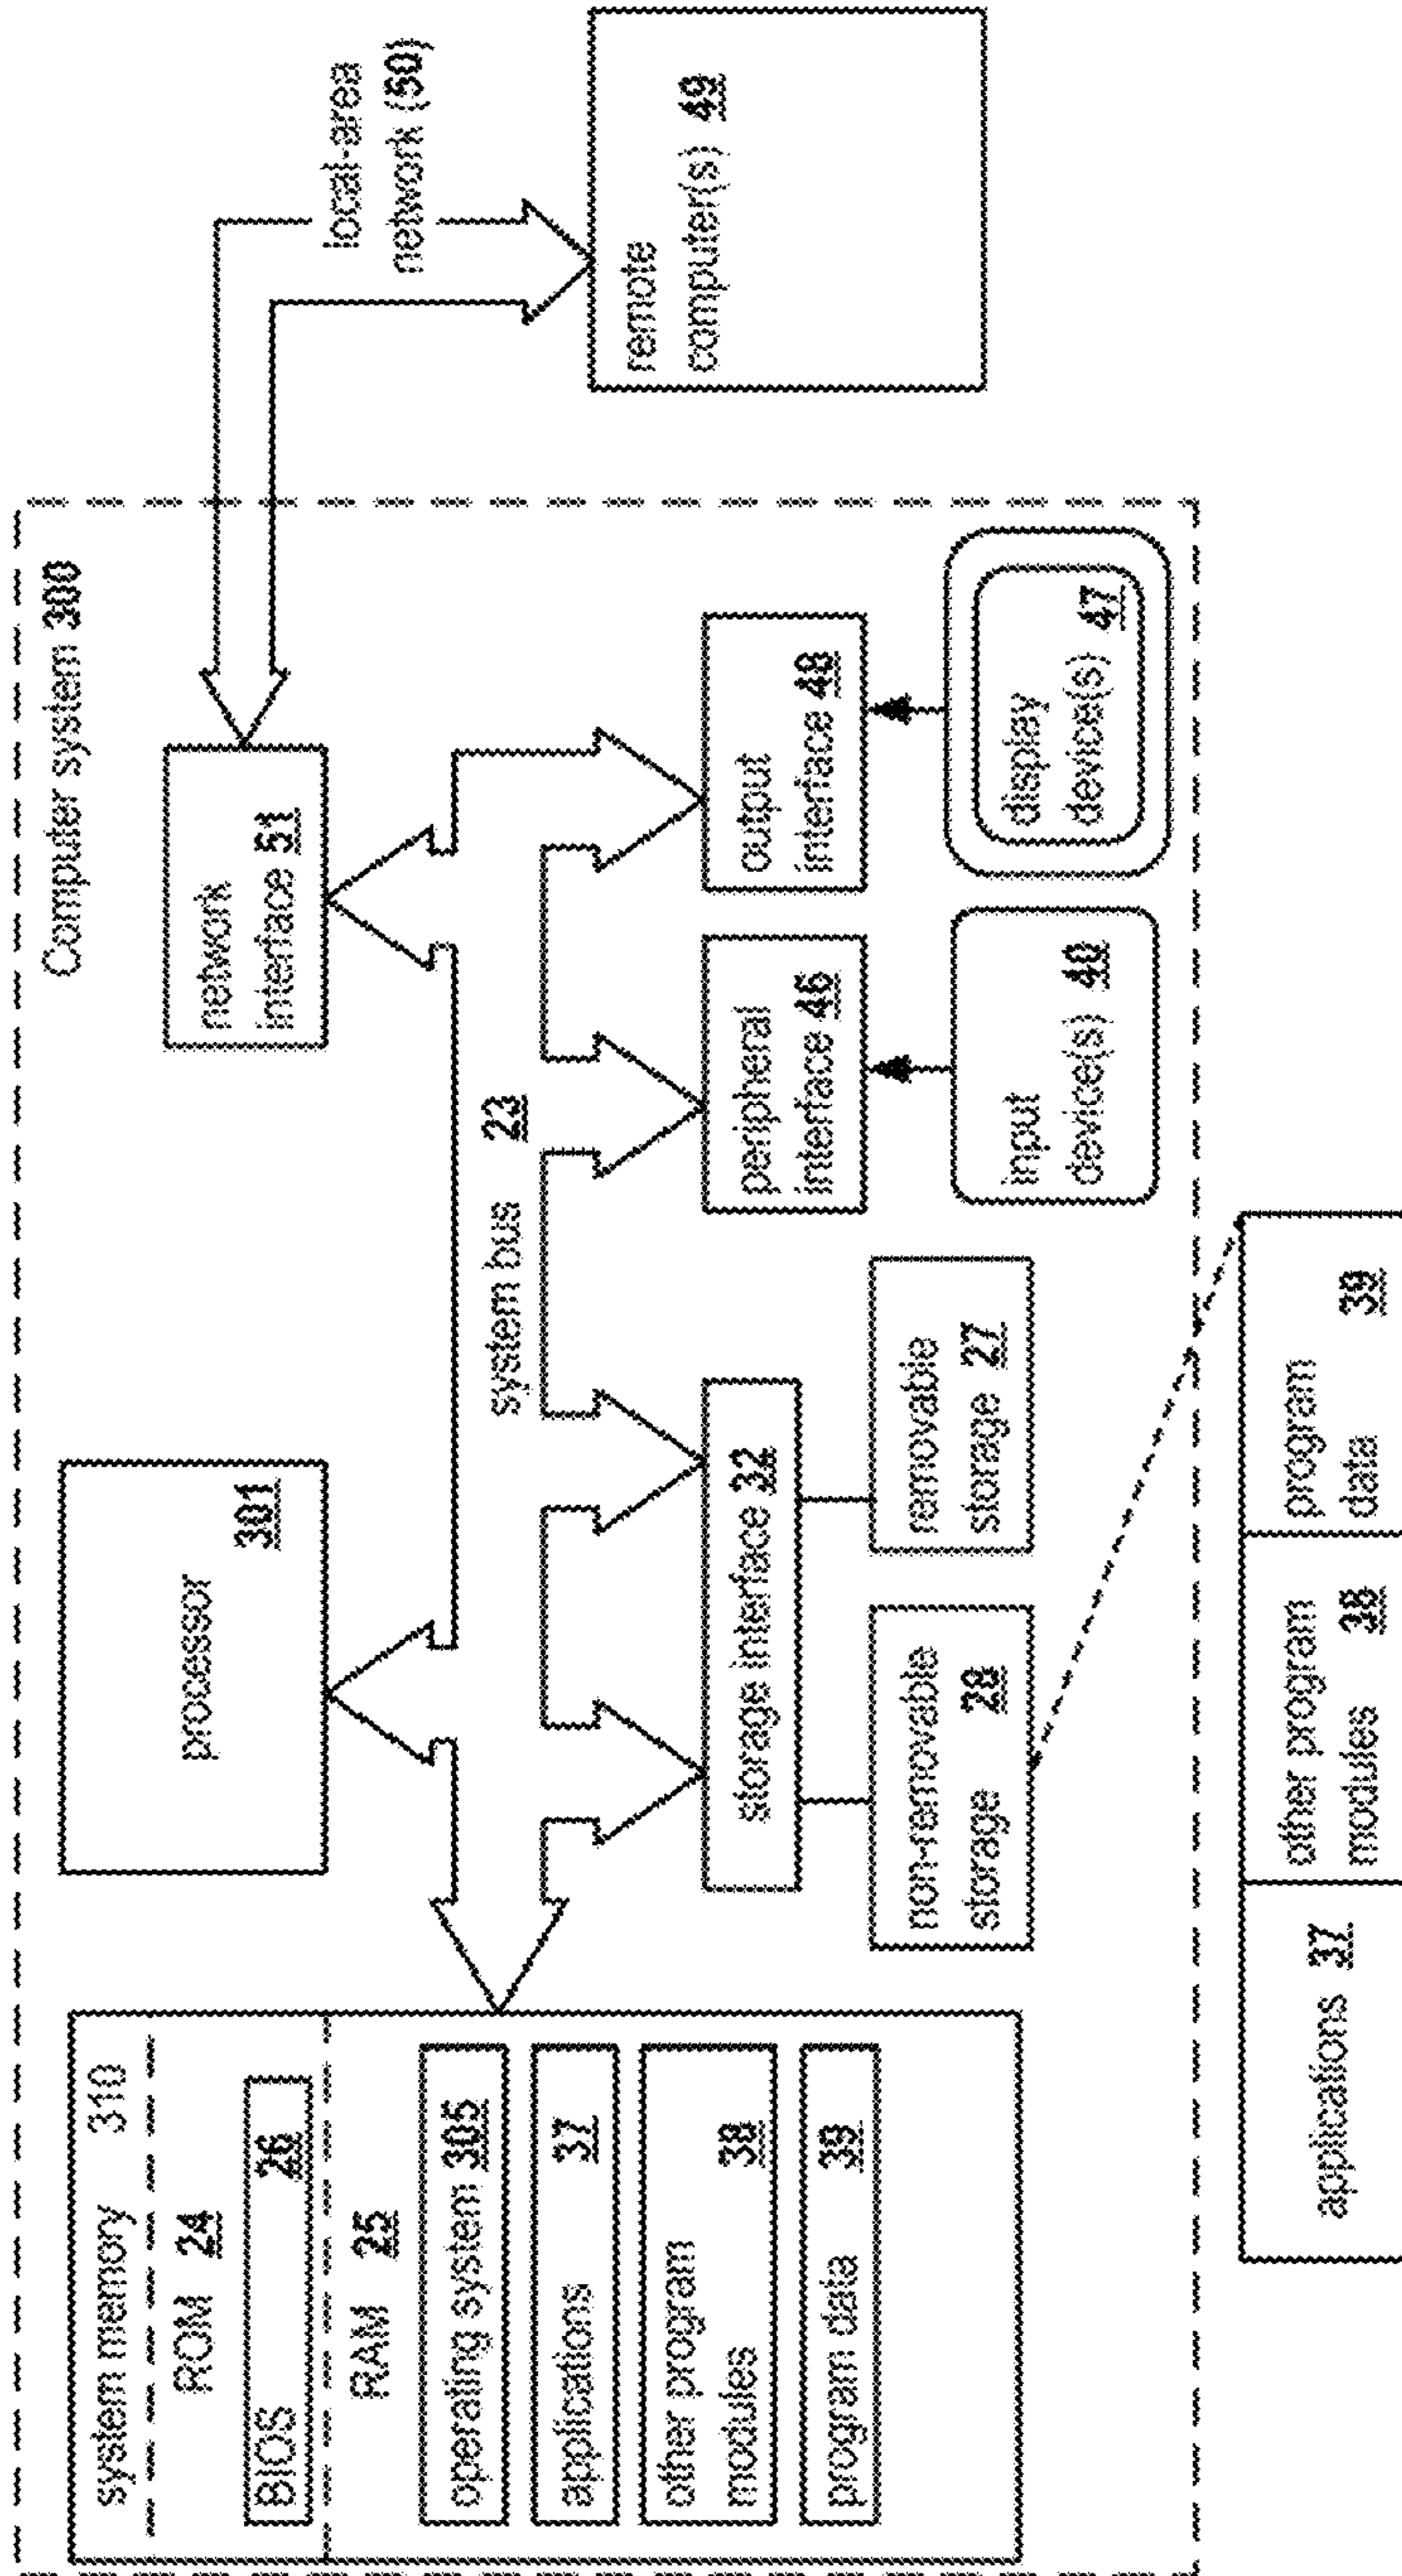 Computer system 300
system memory 310
ROM 24
BIOS 26
RAM 25
operating system 305
applications 37
other program
modules 38
program data 39
processor
301
network
interface 51
local-area
network (50)
system bus 23
storage interface 32
peripheral
interface 46
output
interface 48
remote
computer(s) 49
non-removable
storage 28
removable
storage 27
input
device(s) 40
display
device(s) 47
applications 37
other program
modules 38
program
data 39